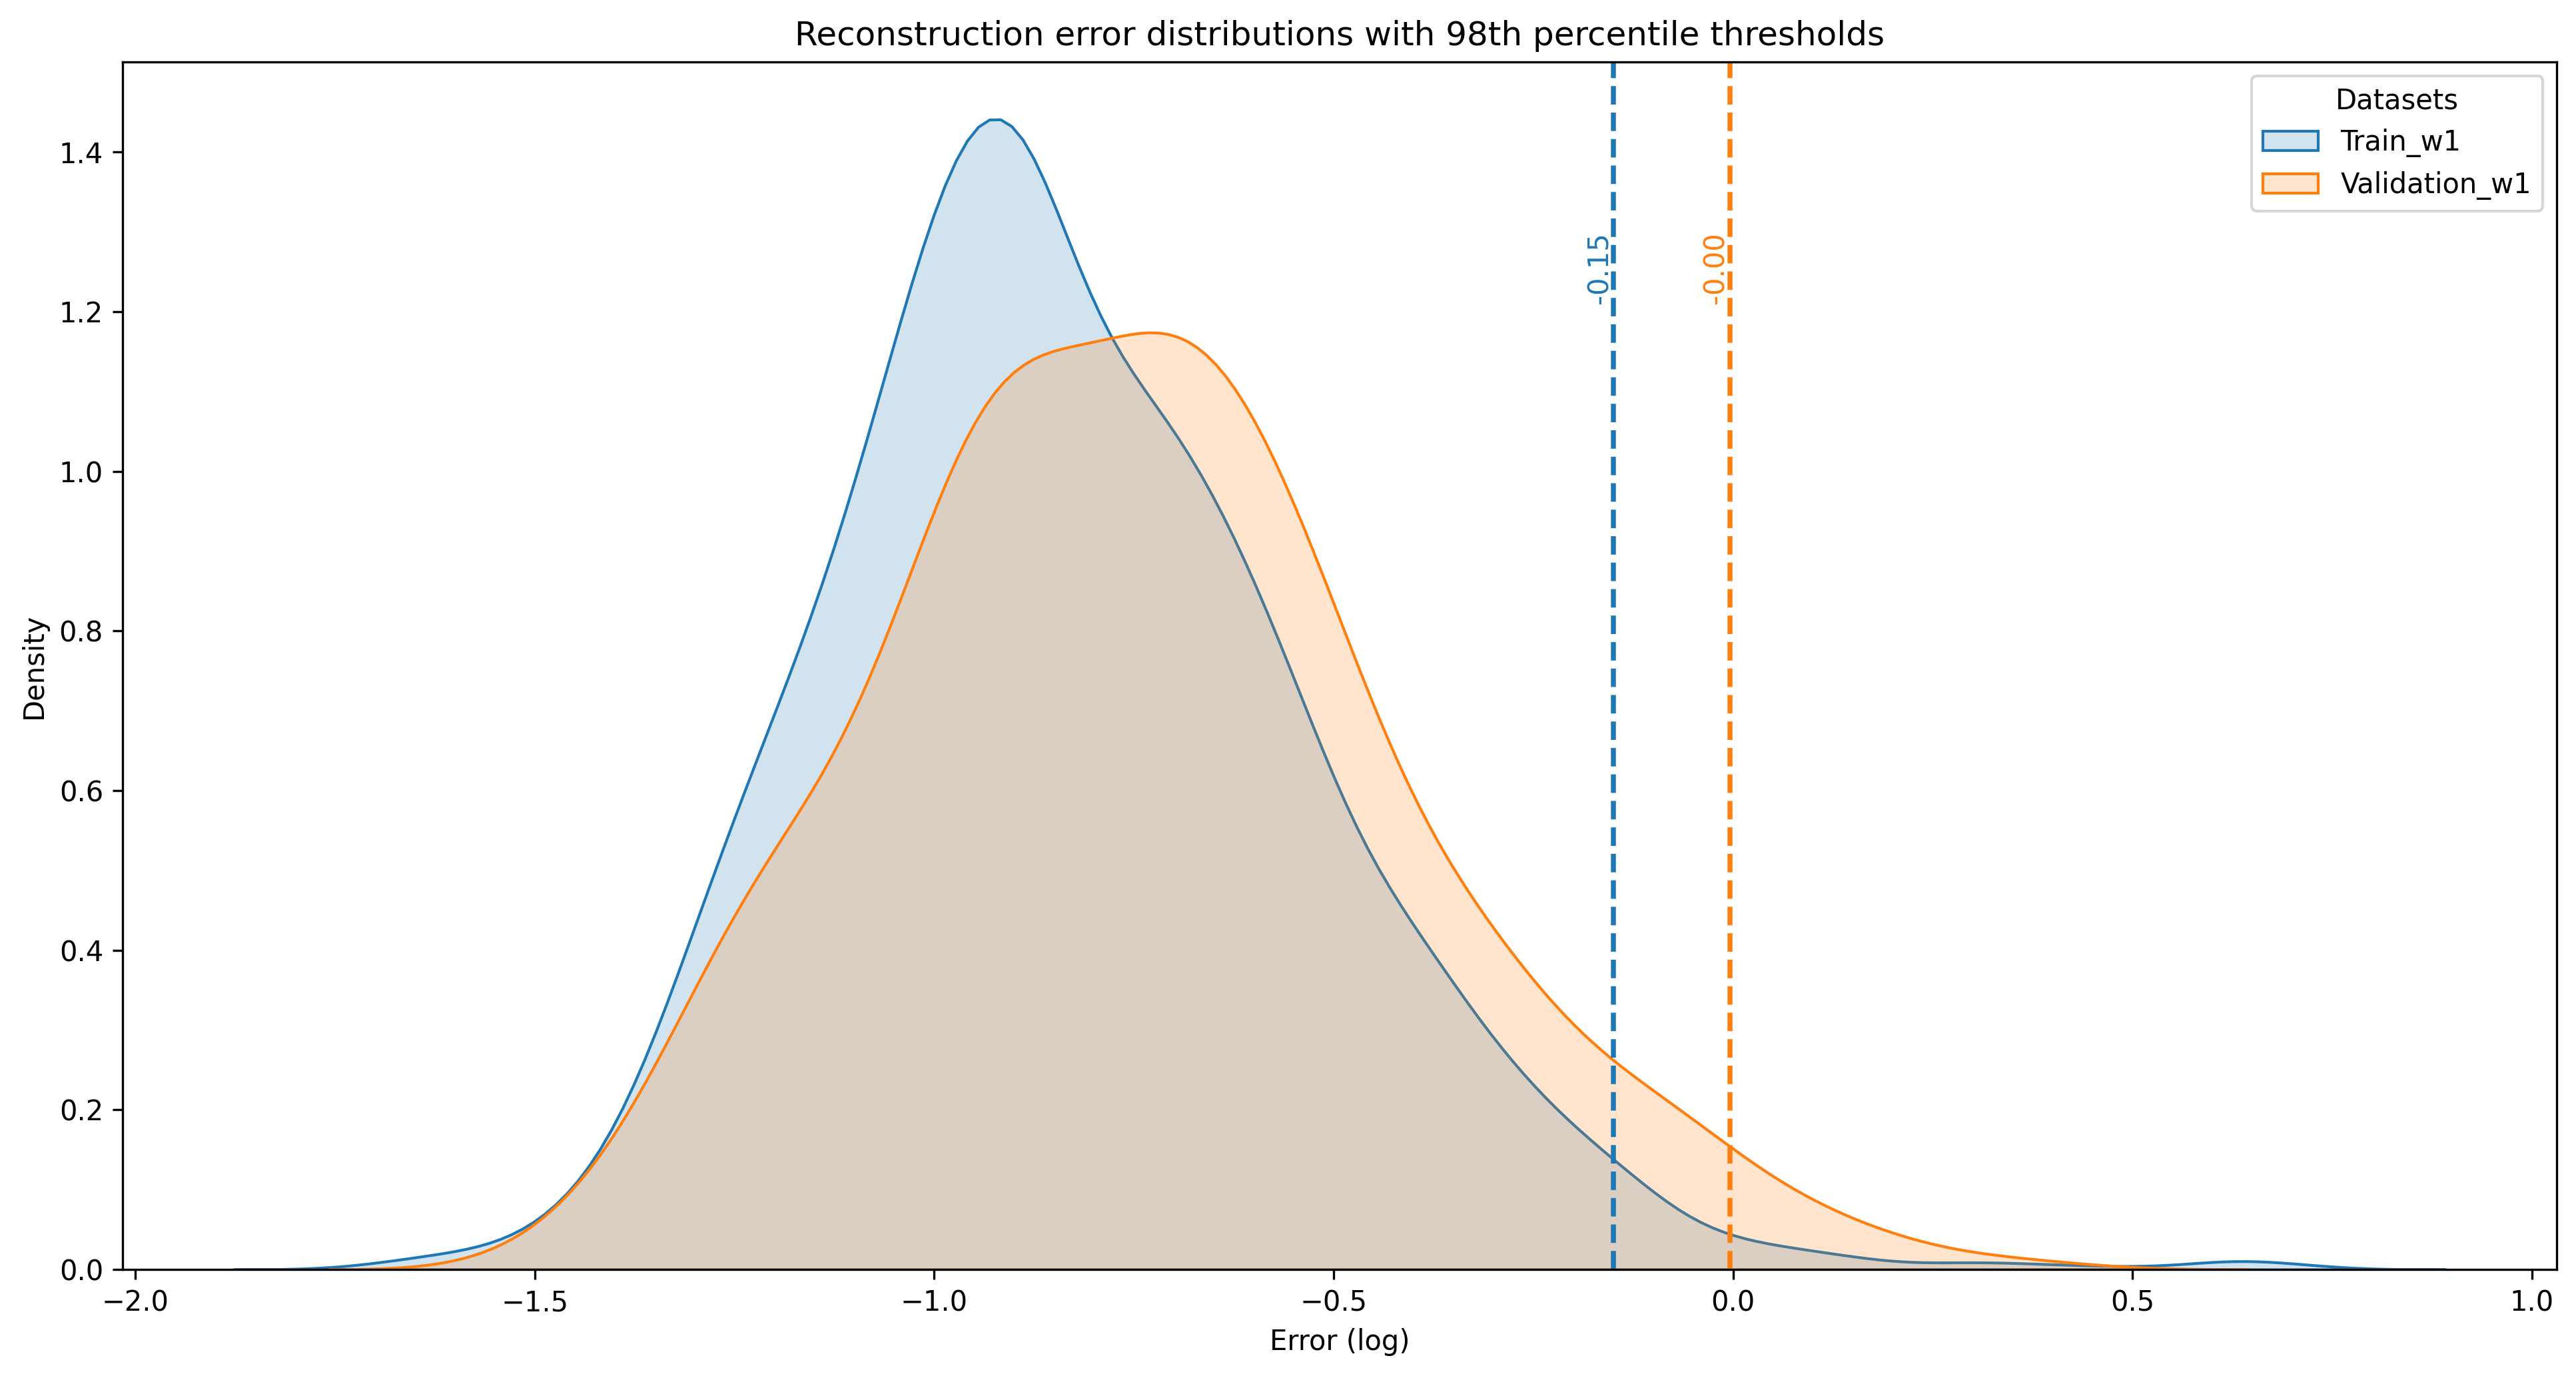 Reconstruction error distributions with 98th percentile thresholds
Datasets
Train_w1
Validation_w1
-0.15
-0.00
Density
1.4
1.2
1.0
0.8
0.6
0.4
0.2
0.0
−2.0
−1.5
−1.0
−0.5
0.0
0.5
1.0
Error (log)